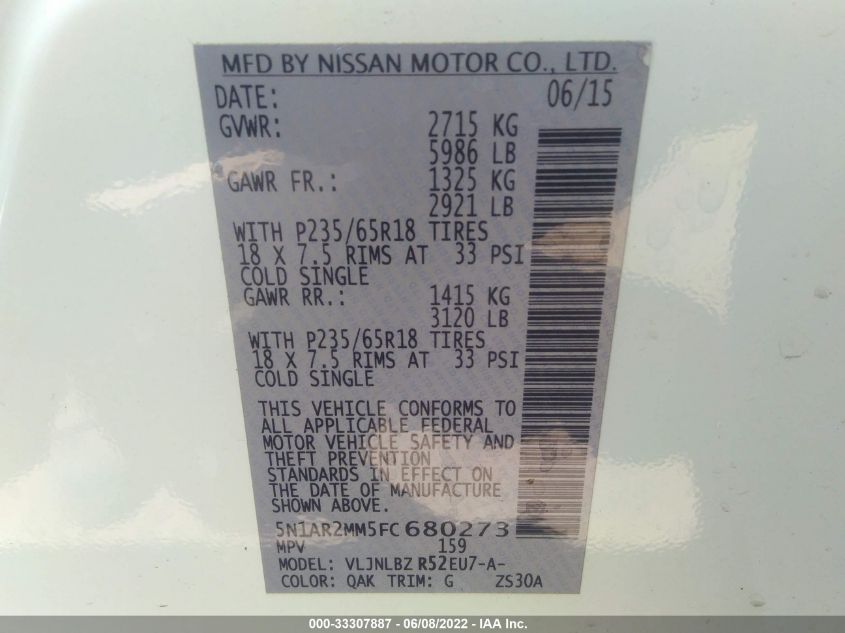 MFD BY NISSAN MOTOR CO., LTD.
DATE: 06/15
GVWR: 2715 KG
5986 LB
GAWR FR.: 1325 KG
2921 LB
WITH P235/65R18 TIRES
18 X 7.5 RIMS AT 33 PSI
COLD SINGLE
GAWR RR.: 1415 KG
3120 LB
WITH P235/65R18 TIRES
18 X 7.5 RIMS AT 33 PSI
COLD SINGLE
THIS VEHICLE CONFORMS TO
ALL APPLICABLE FEDERAL
MOTOR VEHICLE SAFETY AND
THEFT PREVENTION
STANDARDS IN EFFECT ON
THE DATE OF MANUFACTURE
SHOWN ABOVE.
5N1AR2MM5FC680273
MPV 159
MODEL: VLJNLBZ R52EU7-A-
COLOR: QAK TRIM: G ZS30A
000-33307887 - 06/08/2022 - IAA Inc.